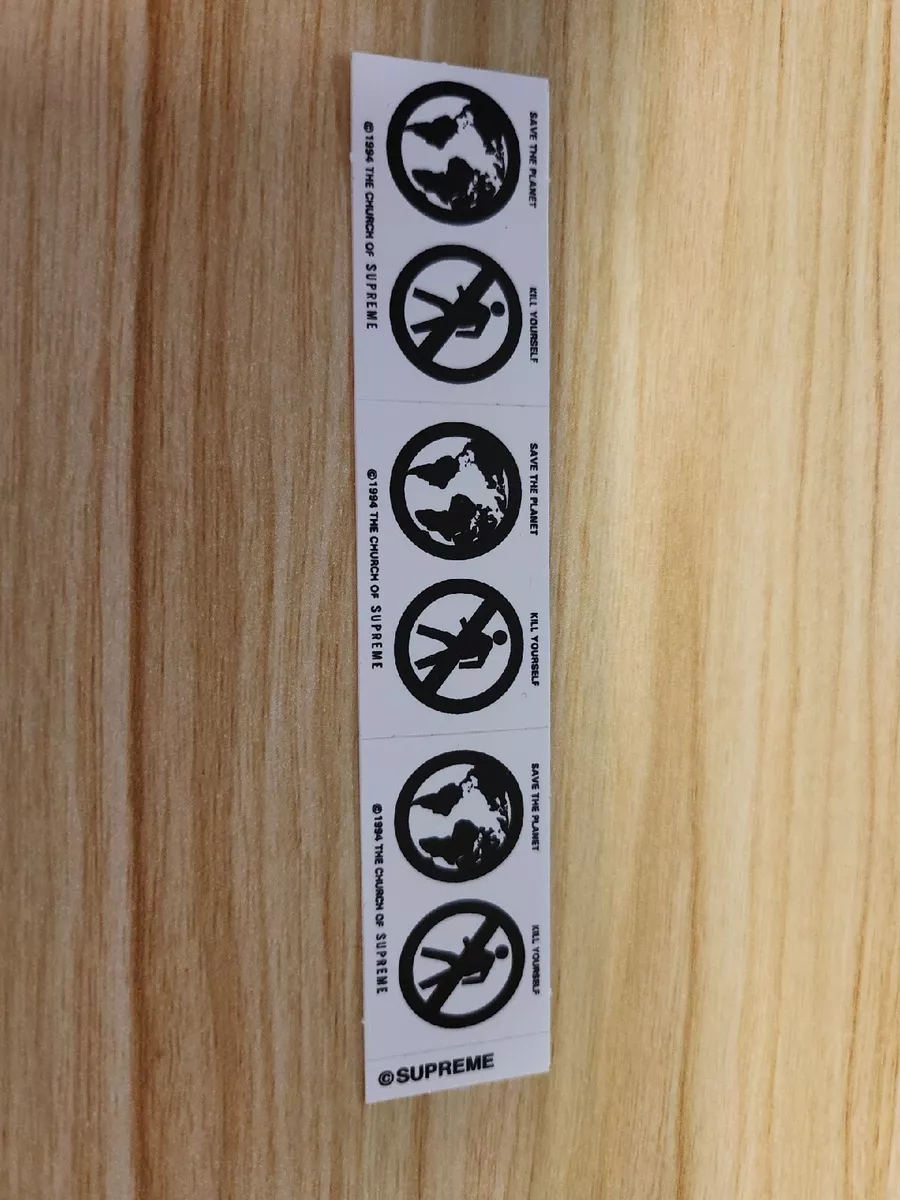 SAVE THE PLANET
KILL YOURSELF
©1994 THE CHURCH OF SUPREME
SAVE THE PLANET
KILL YOURSELF
©1994 THE CHURCH OF SUPREME
SAVE THE PLANET
KILL YOURSELF
©1994 THE CHURCH OF SUPREME
©SUPREME